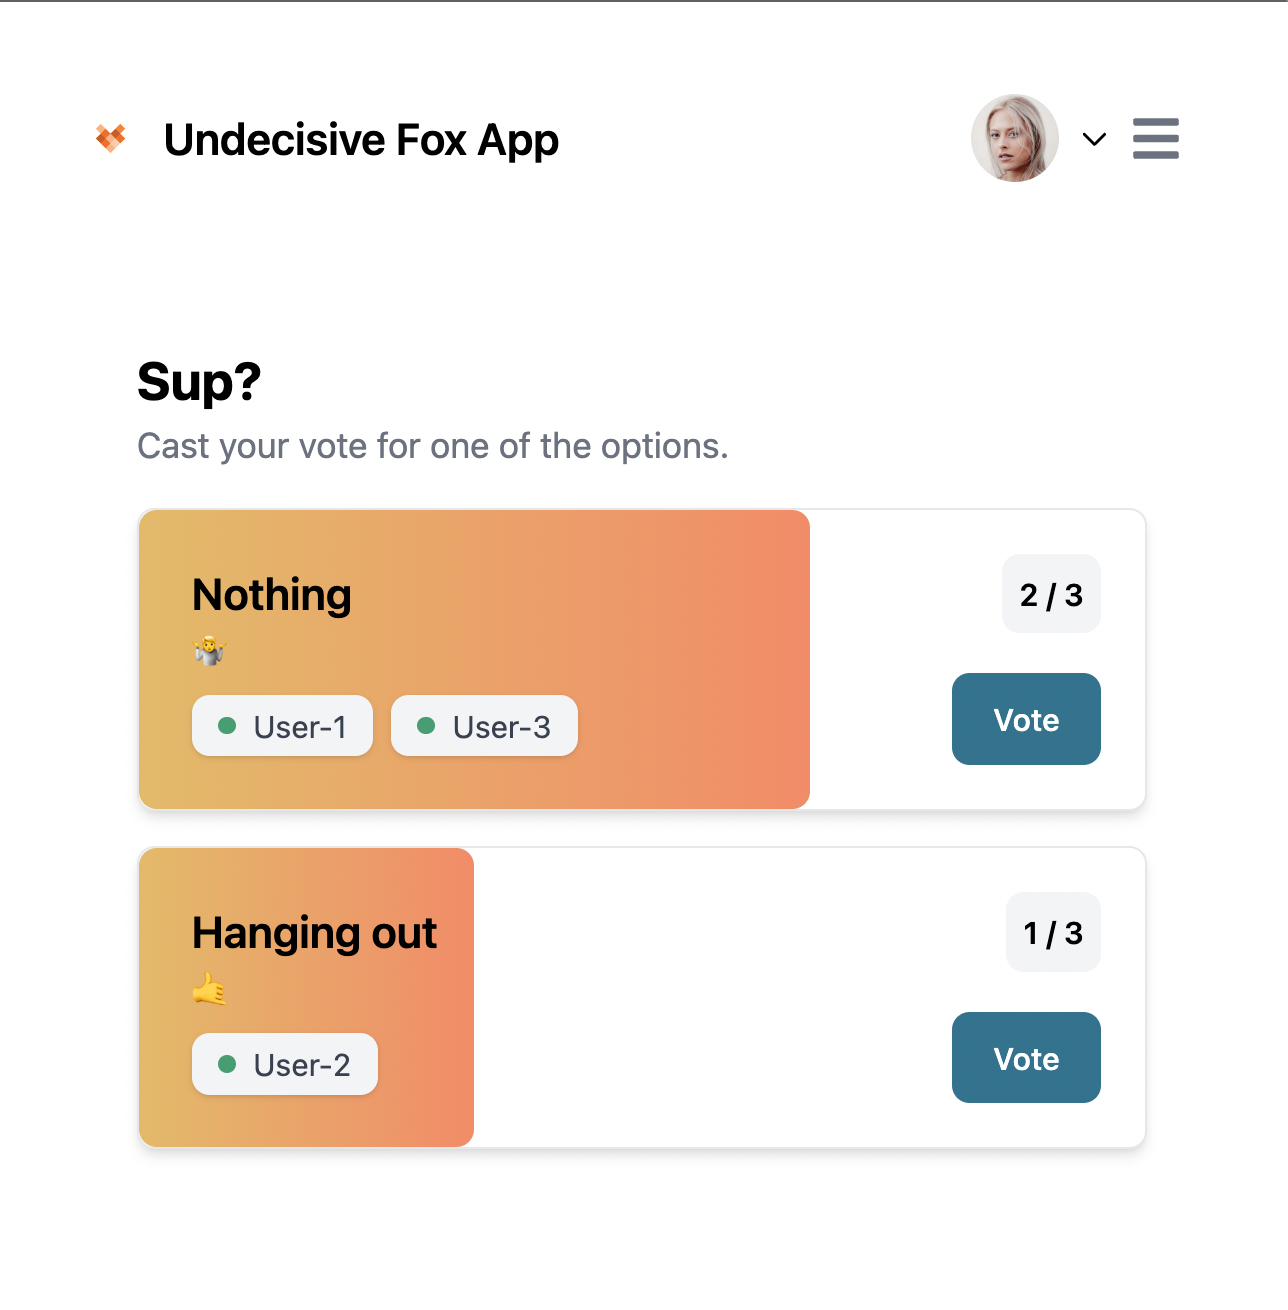 Undecisive Fox App
Sup?
Cast your vote for one of the options.
Nothing
2 / 3
🤷‍♂️
User-1
User-3
Vote
Hanging out
1 / 3
🤙
User-2
Vote